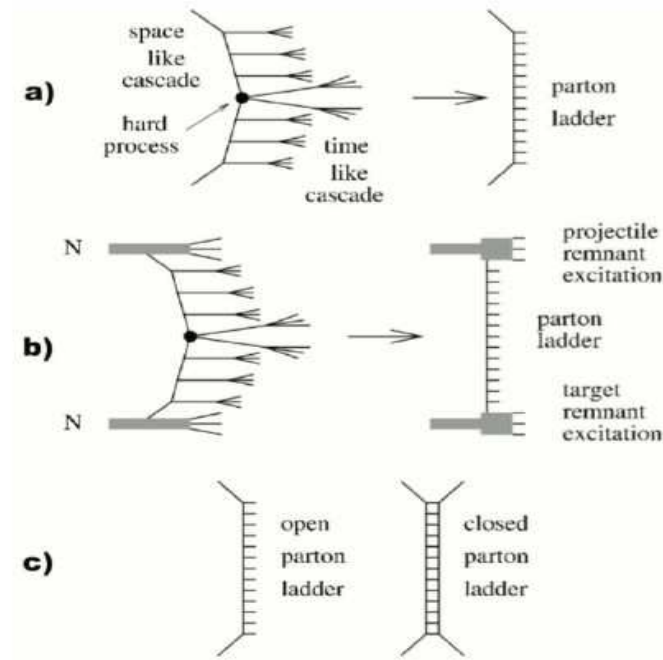 a)
space
like
cascade
hard
process
time
like
cascade
parton
ladder
b)
N
N
projectile
remnant
excitation
parton
ladder
target
remnant
excitation
c)
open
parton
ladder
closed
parton
ladder